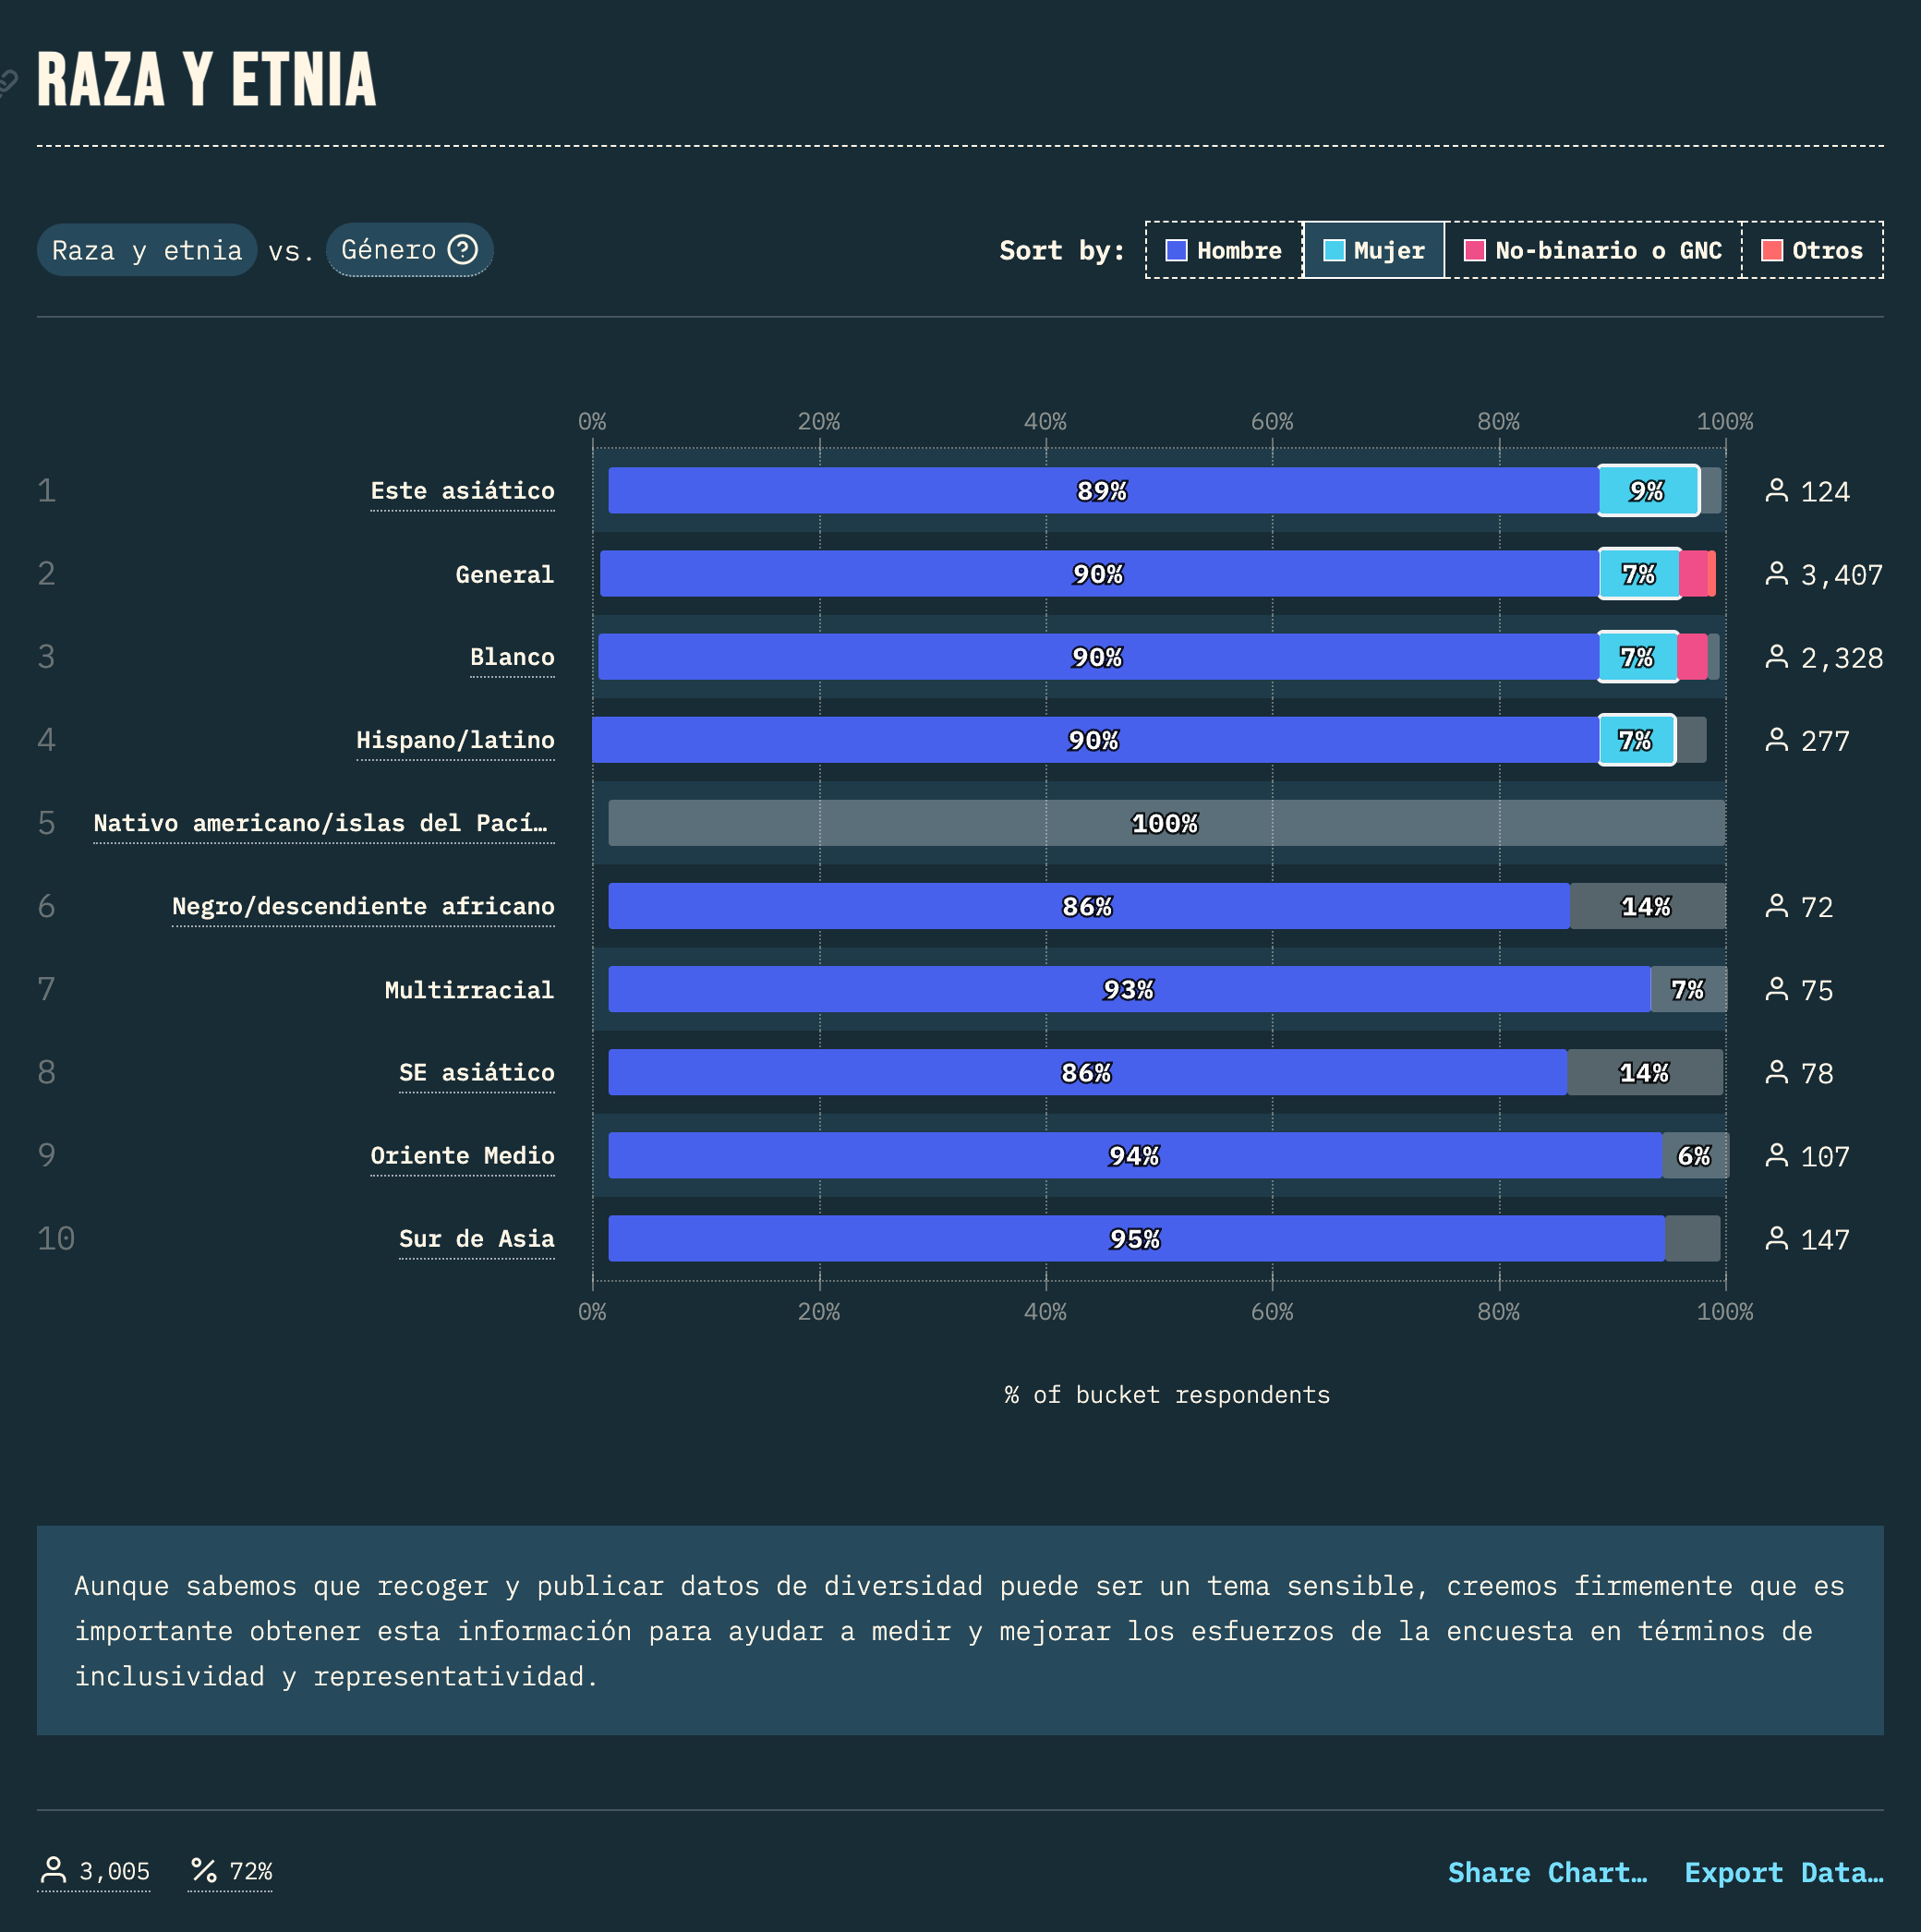 RAZA Y ETNIA
Raza y etnia vs. Género ?
Sort by: Hombre Mujer No-binario o GNC Otros
0% 20% 40% 60% 80% 100%
1 Este asiático 89% 9% 124
2 General 90% 7% 3,407
3 Blanco 90% 7% 2,328
4 Hispano/latino 90% 7% 277
5 Nativo americano/islas del Pací… 100%
6 Negro/descendiente africano 86% 14% 72
7 Multirracial 93% 7% 75
8 SE asiático 86% 14% 78
9 Oriente Medio 94% 6% 107
10 Sur de Asia 95% 147
0% 20% 40% 60% 80% 100%
% of bucket respondents
Aunque sabemos que recoger y publicar datos de diversidad puede ser un tema sensible, creemos firmemente que es
importante obtener esta información para ayudar a medir y mejorar los esfuerzos de la encuesta en términos de
inclusividad y representatividad.
3,005 % 72% Share Chart… Export Data…